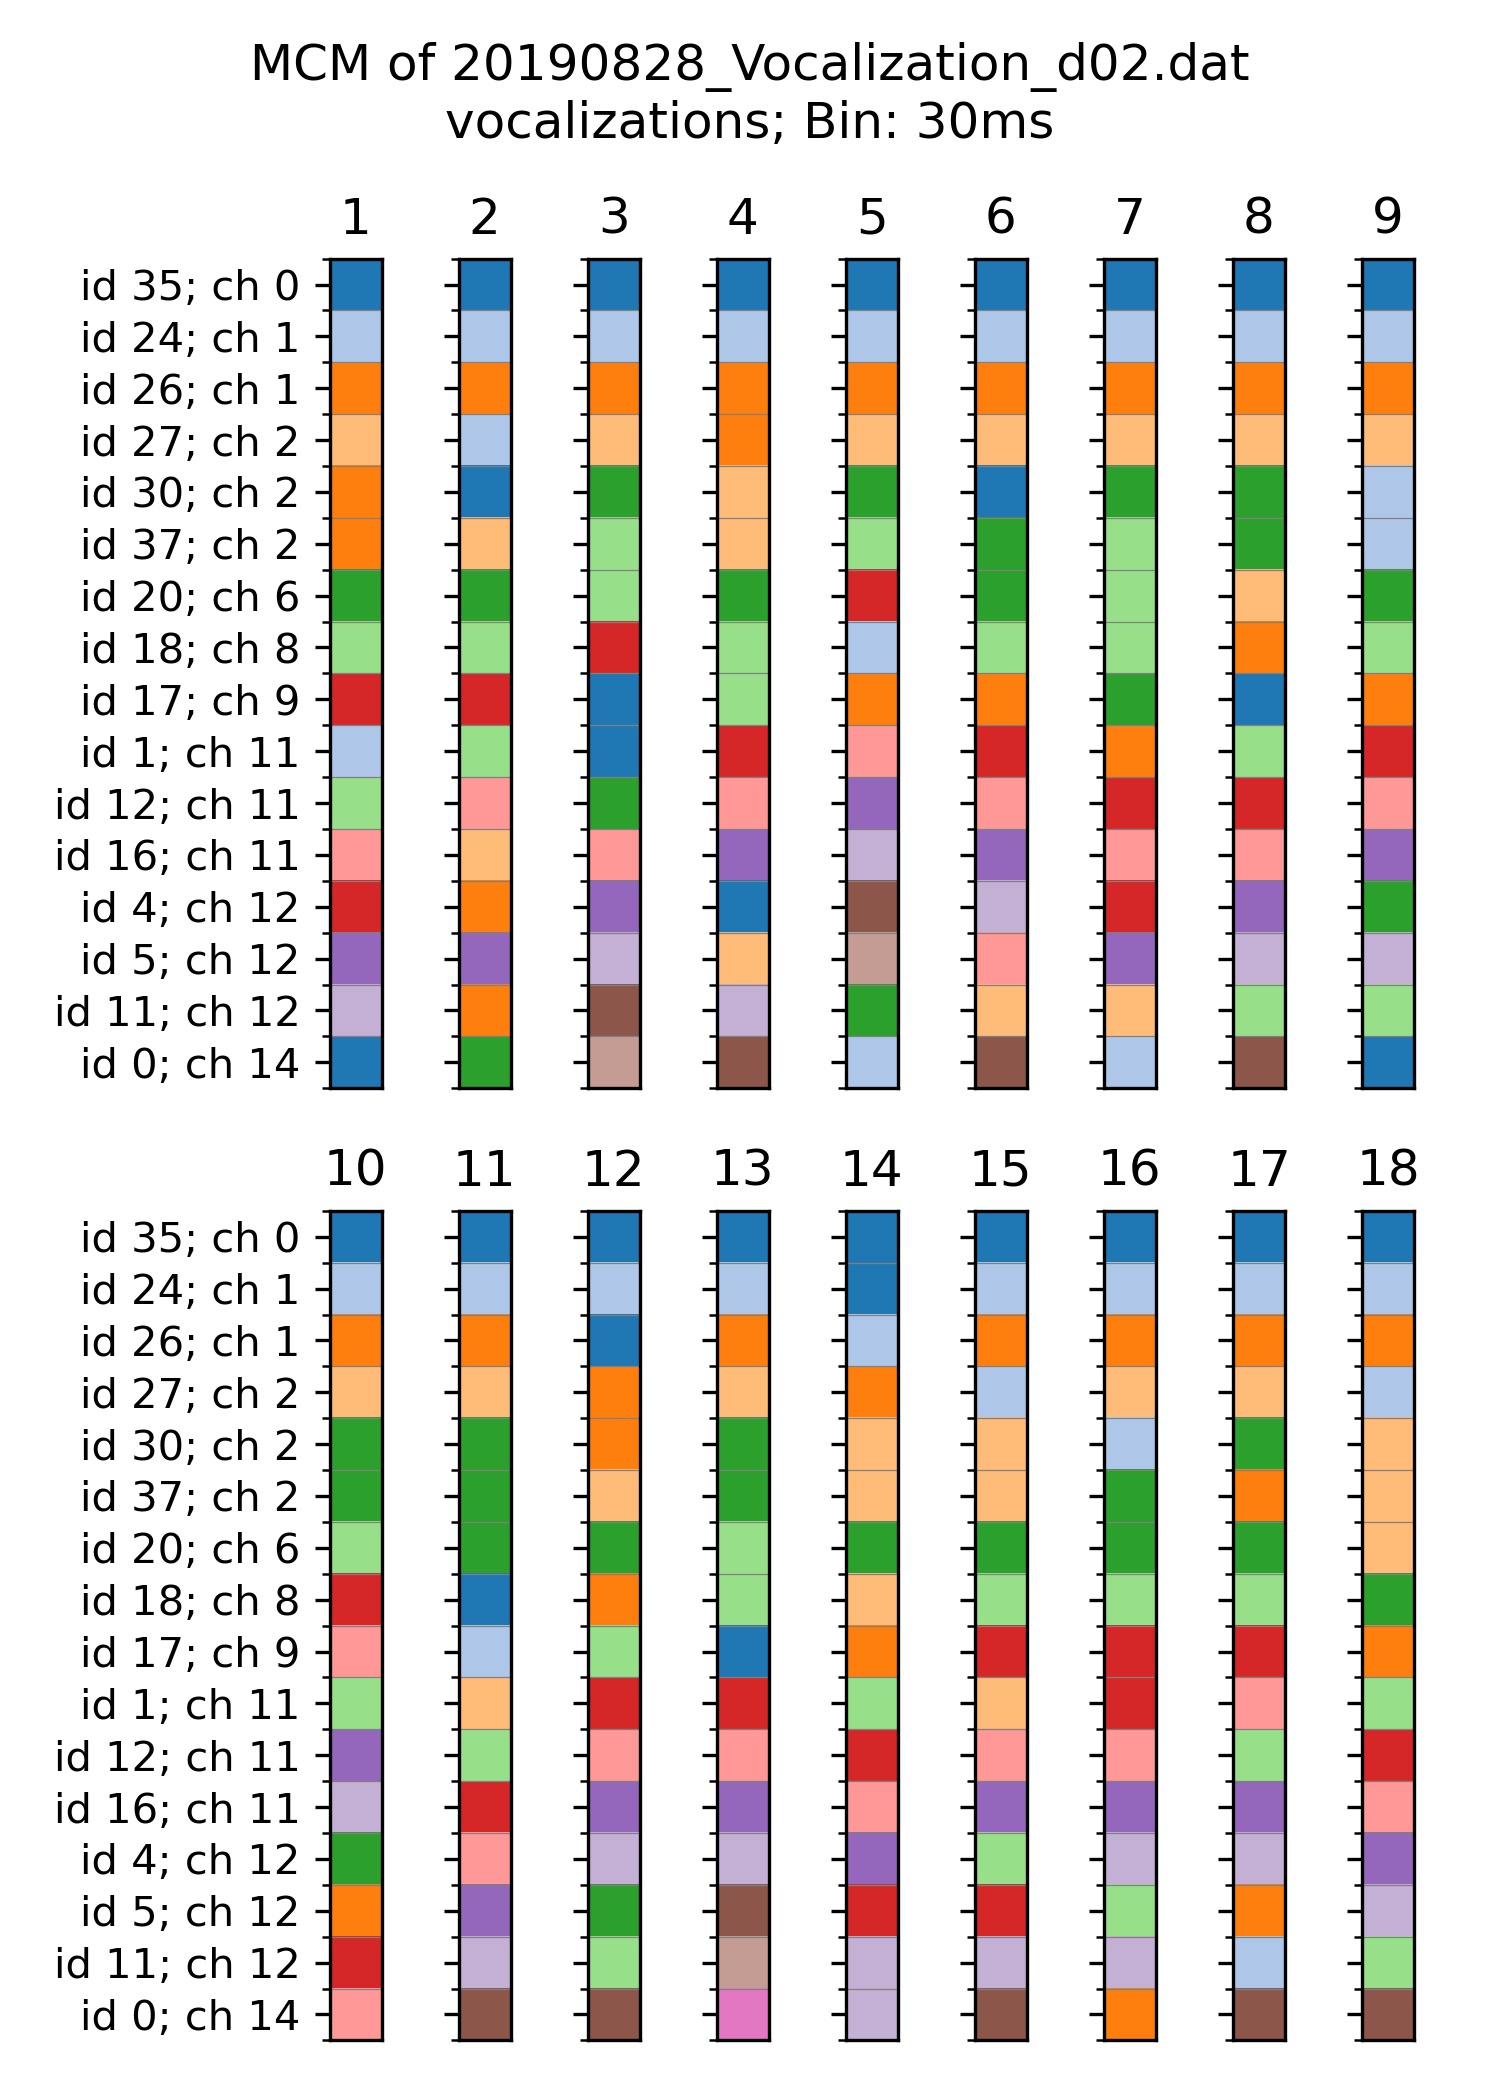 MCM of 20190828_Vocalization_d02.dat
vocalizations; Bin: 30ms
1 2 3 4 5 6 7 8 9
id 35; ch 0
id 24; ch 1
id 26; ch 1
id 27; ch 2
id 30; ch 2
id 37; ch 2
id 20; ch 6
id 18; ch 8
id 17; ch 9
id 1; ch 11
id 12; ch 11
id 16; ch 11
id 4; ch 12
id 5; ch 12
id 11; ch 12
id 0; ch 14
10 11 12 13 14 15 16 17 18
id 35; ch 0
id 24; ch 1
id 26; ch 1
id 27; ch 2
id 30; ch 2
id 37; ch 2
id 20; ch 6
id 18; ch 8
id 17; ch 9
id 1; ch 11
id 12; ch 11
id 16; ch 11
id 4; ch 12
id 5; ch 12
id 11; ch 12
id 0; ch 14